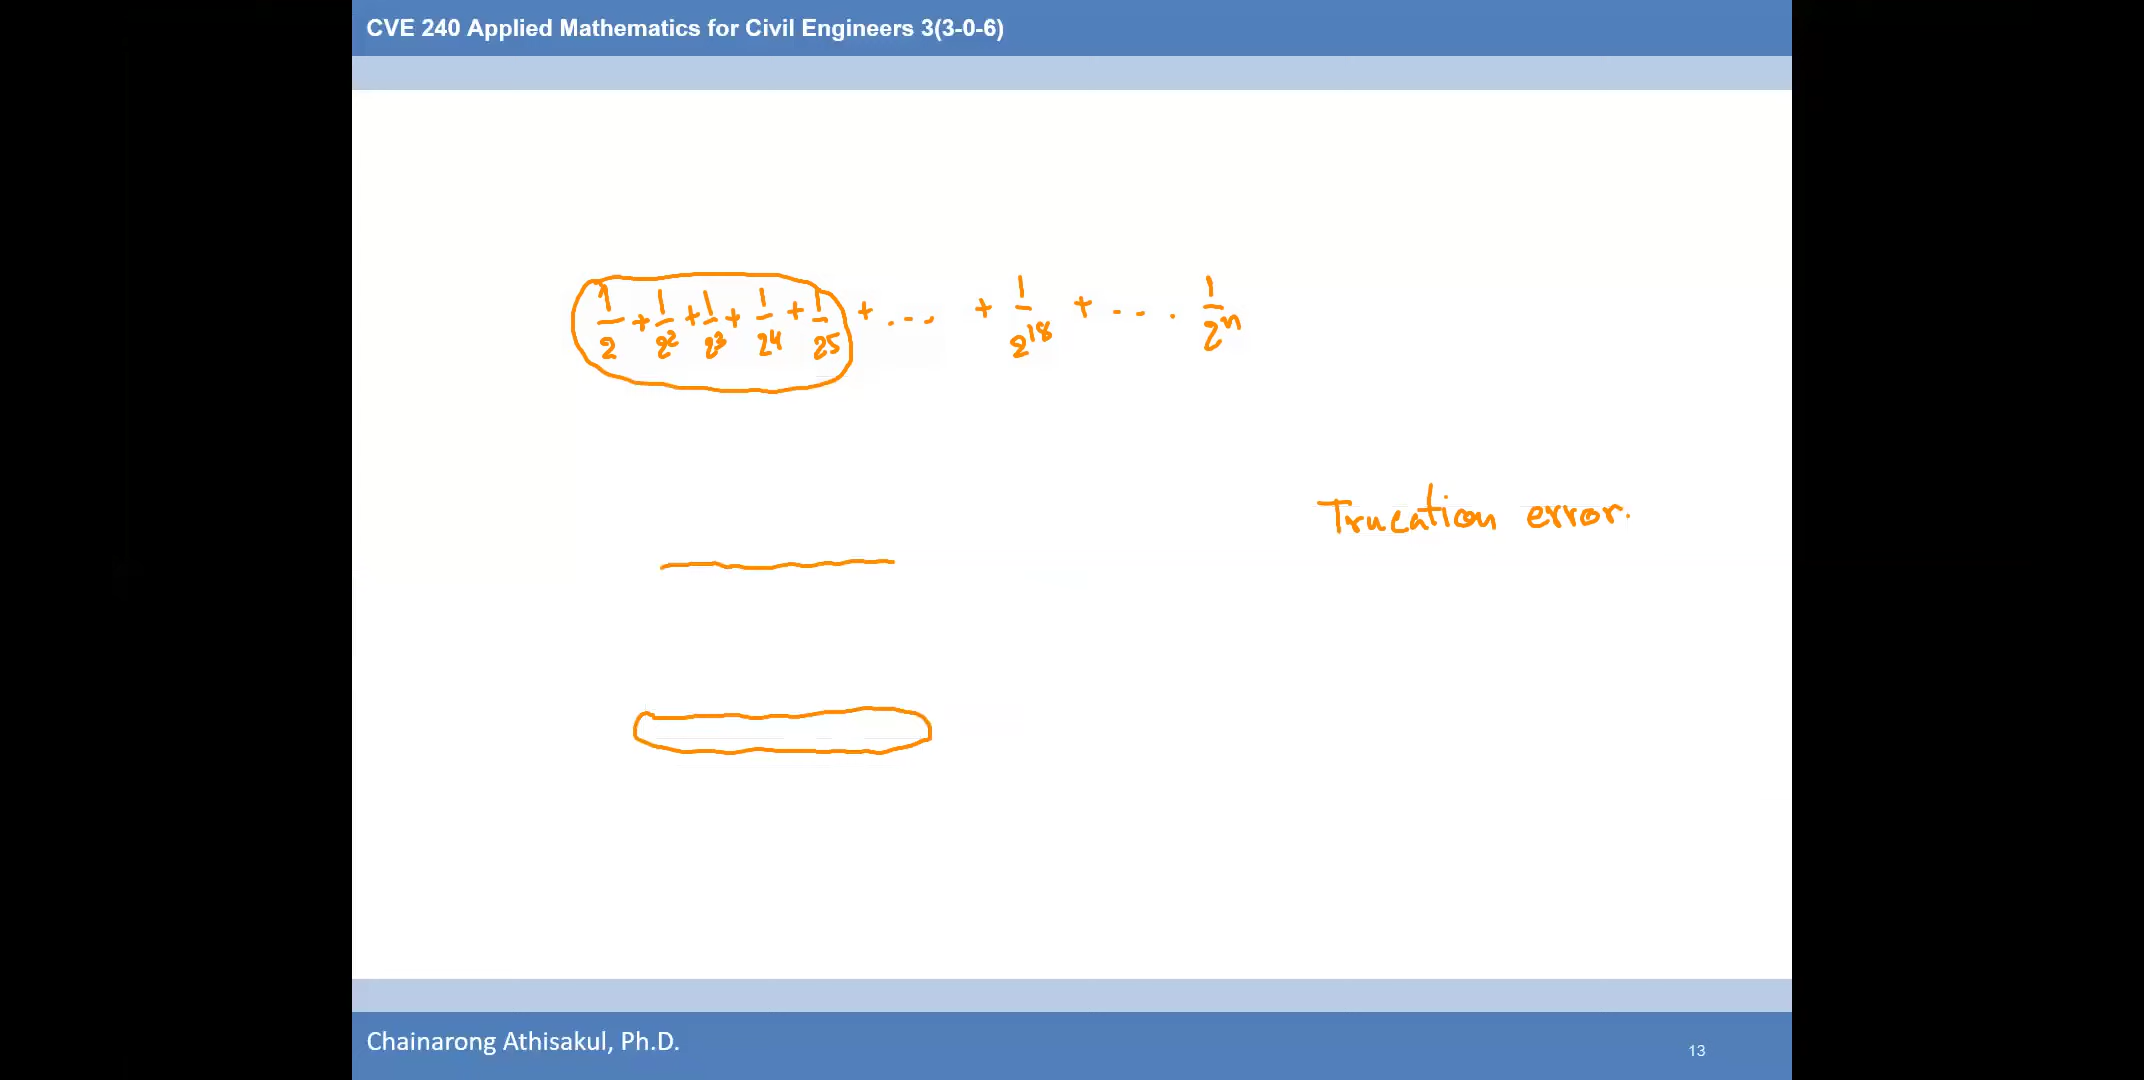 CVE 240 Applied Mathematics for Civil Engineers 3(3-0-6)
1/2 + 1/2² + 1/2³ + 1/2⁴ + 1/2⁵ + ... + 1/2¹⁸ + .... 1/2ⁿ
Trucation error.
Chainarong Athisakul, Ph.D.
13